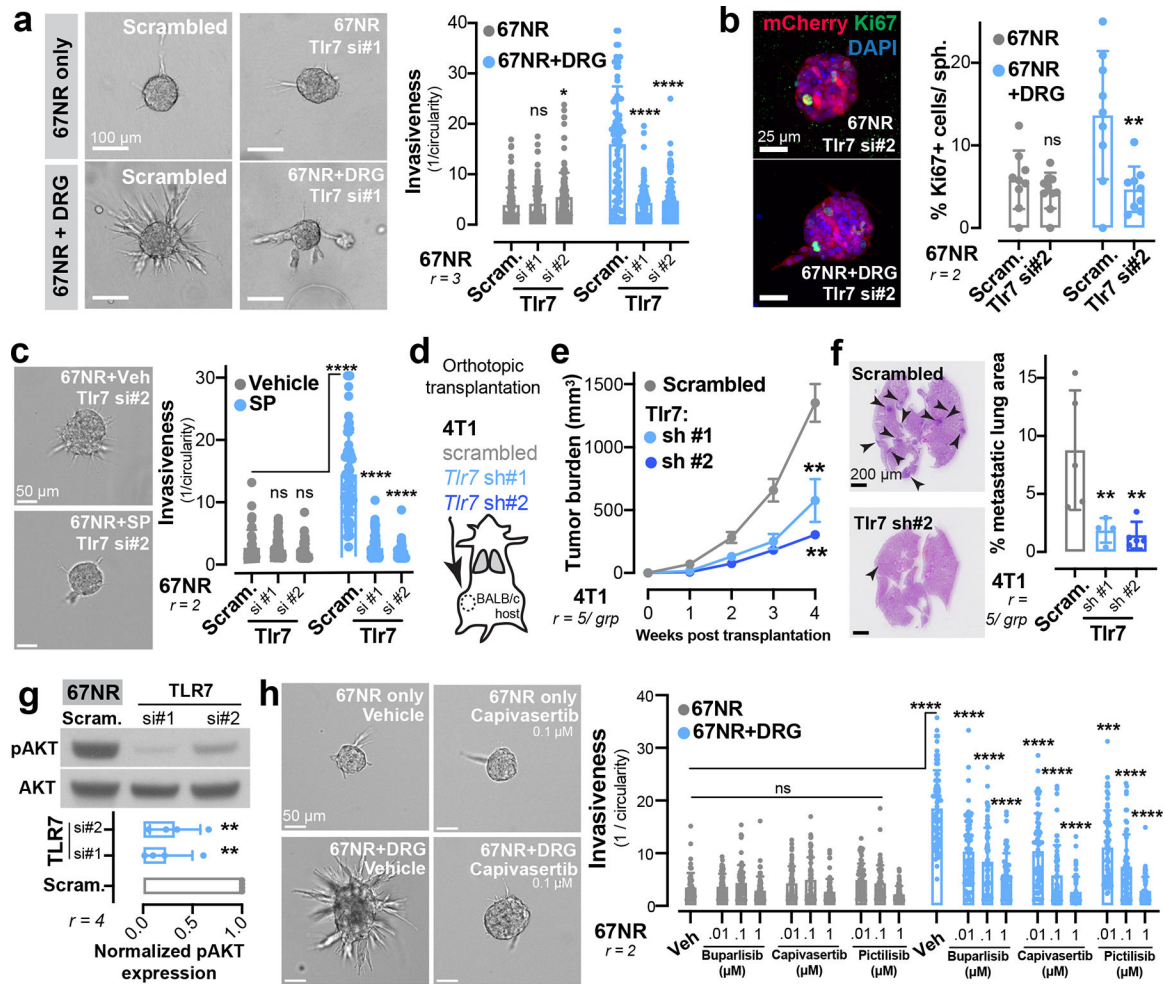 a
67NR only
67NR + DRG
Scrambled
100 μm
67NR
Tlr7 si#1
Scrambled
67NR+DRG
Tlr7 si#1
67NR
67NR+DRG
Invasiveness
(1/circularity)
40
30
20
10
0
ns
*
****
****
67NR
r = 3
Scram.
si #1
si #2
Tlr7
Scram.
si #1
si #2
Tlr7
b
mCherry Ki67
DAPI
25 μm
67NR
Tlr7 si#2
67NR+DRG
Tlr7 si#2
% Ki67+ cells/ sph.
20
10
0
67NR
67NR
+DRG
ns
**
67NR
r = 2
Scram.
Tlr7 si#2
Scram.
Tlr7 si#2
c
67NR+Veh
Tlr7 si#2
50 μm
67NR+SP
Tlr7 si#2
Invasiveness
(1/circularity)
30
20
10
0
Vehicle
SP
ns
ns
****
****
****
67NR
r = 2
Scram.
si #1
si #2
Tlr7
Scram.
si #1
si #2
Tlr7
d
Orthotopic
transplantation
4T1
scrambled
Tlr7 sh#1
Tlr7 sh#2
BALB/c
host
e
Tumor burden (mm³)
1500
1000
500
0
Scrambled
Tlr7:
sh #1
sh #2
**
**
0
1
2
3
4
4T1
r = 5/ grp
Weeks post transplantation
f
Scrambled
200 μm
Tlr7 sh#2
% metastatic lung area
20
15
10
5
0
**
**
4T1
r =
5/ grp
Scram.
sh #1
sh #2
Tlr7
g
67NR
TLR7
Scram.
si#1
si#2
pAKT
AKT
TLR7
si#2
**
si#1
**
Scram.
r = 4
0.0
0.5
1.0
Normalized pAKT
expression
h
67NR only
Vehicle
50 μm
67NR only
Capivasertib
0.1 μM
67NR+DRG
Vehicle
67NR+DRG
Capivasertib
0.1 μM
Invasiveness
(1 / circularity)
40
30
20
10
0
67NR
67NR+DRG
ns
****
****
****
****
****
****
****
***
****
****
67NR
r = 2
Veh
.01 .1 1
Buparlisib
(μM)
.01 .1 1
Capivasertib
(μM)
.01 .1 1
Pictilisib
(μM)
Veh
.01 .1 1
Buparlisib
(μM)
.01 .1 1
Capivasertib
(μM)
.01 .1 1
Pictilisib
(μM)